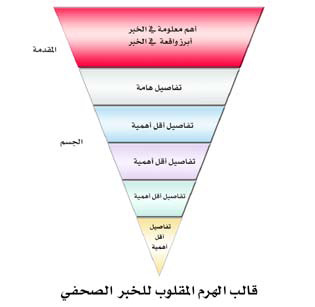 أهم معلومة في الخبر
أبرز واقعة في الخبر
المقدمة
تفاصيل هامة
تفاصيل أقل أهمية
الجسم
تفاصيل أقل أهمية
تفاصيل أقل أهمية
تفاصيل
أقل
أهمية
قالب الهرم المقلوب للخبر الصحفي